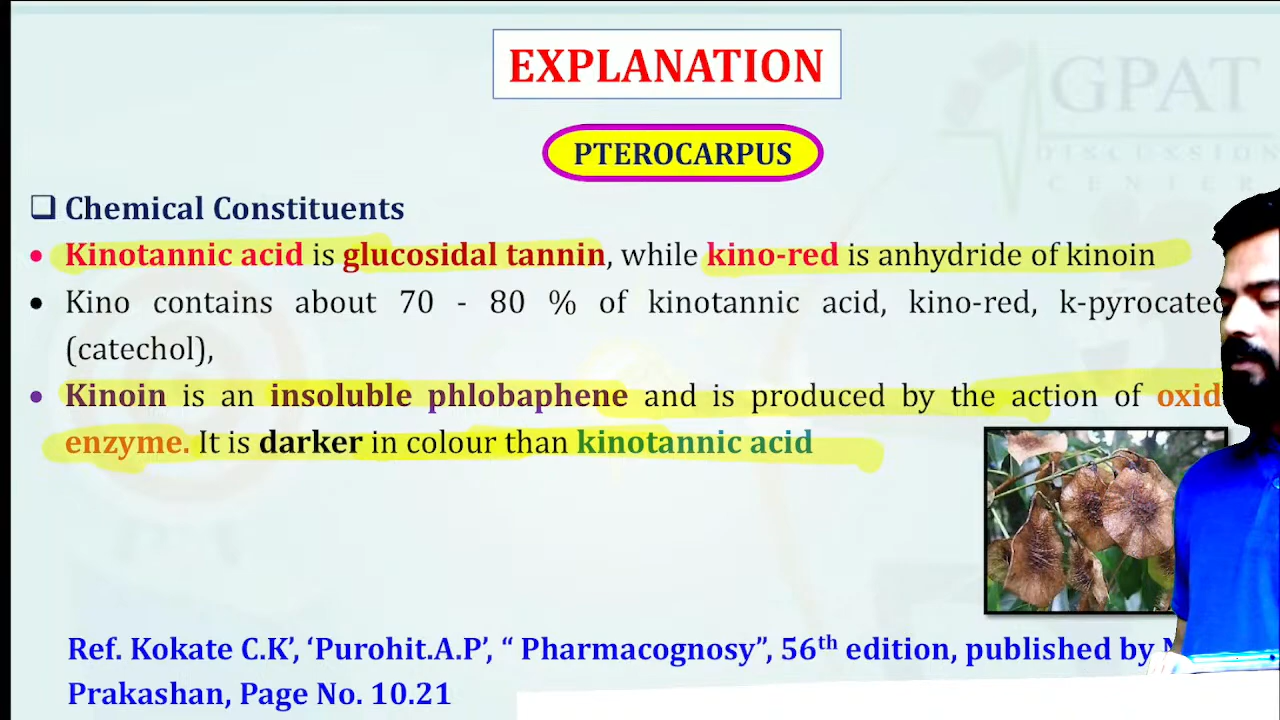 EXPLANATION
GPAT
DISCUSSION
CENTER
PTEROCARPUS
❑ Chemical Constituents
• Kinotannic acid is glucosidal tannin, while kino-red is anhydride of kinoin
• Kino contains about 70 - 80 % of kinotannic acid, kino-red,
(catechol),
• Kinoin is an insoluble phlobaphene and is produced by the action of
enzyme. It is darker in colour than kinotannic acid
Ref. Kokate C.K’, ‘Purohit.A.P’, “ Pharmacognosy”, 56th edition, published by
Prakashan, Page No. 10.21